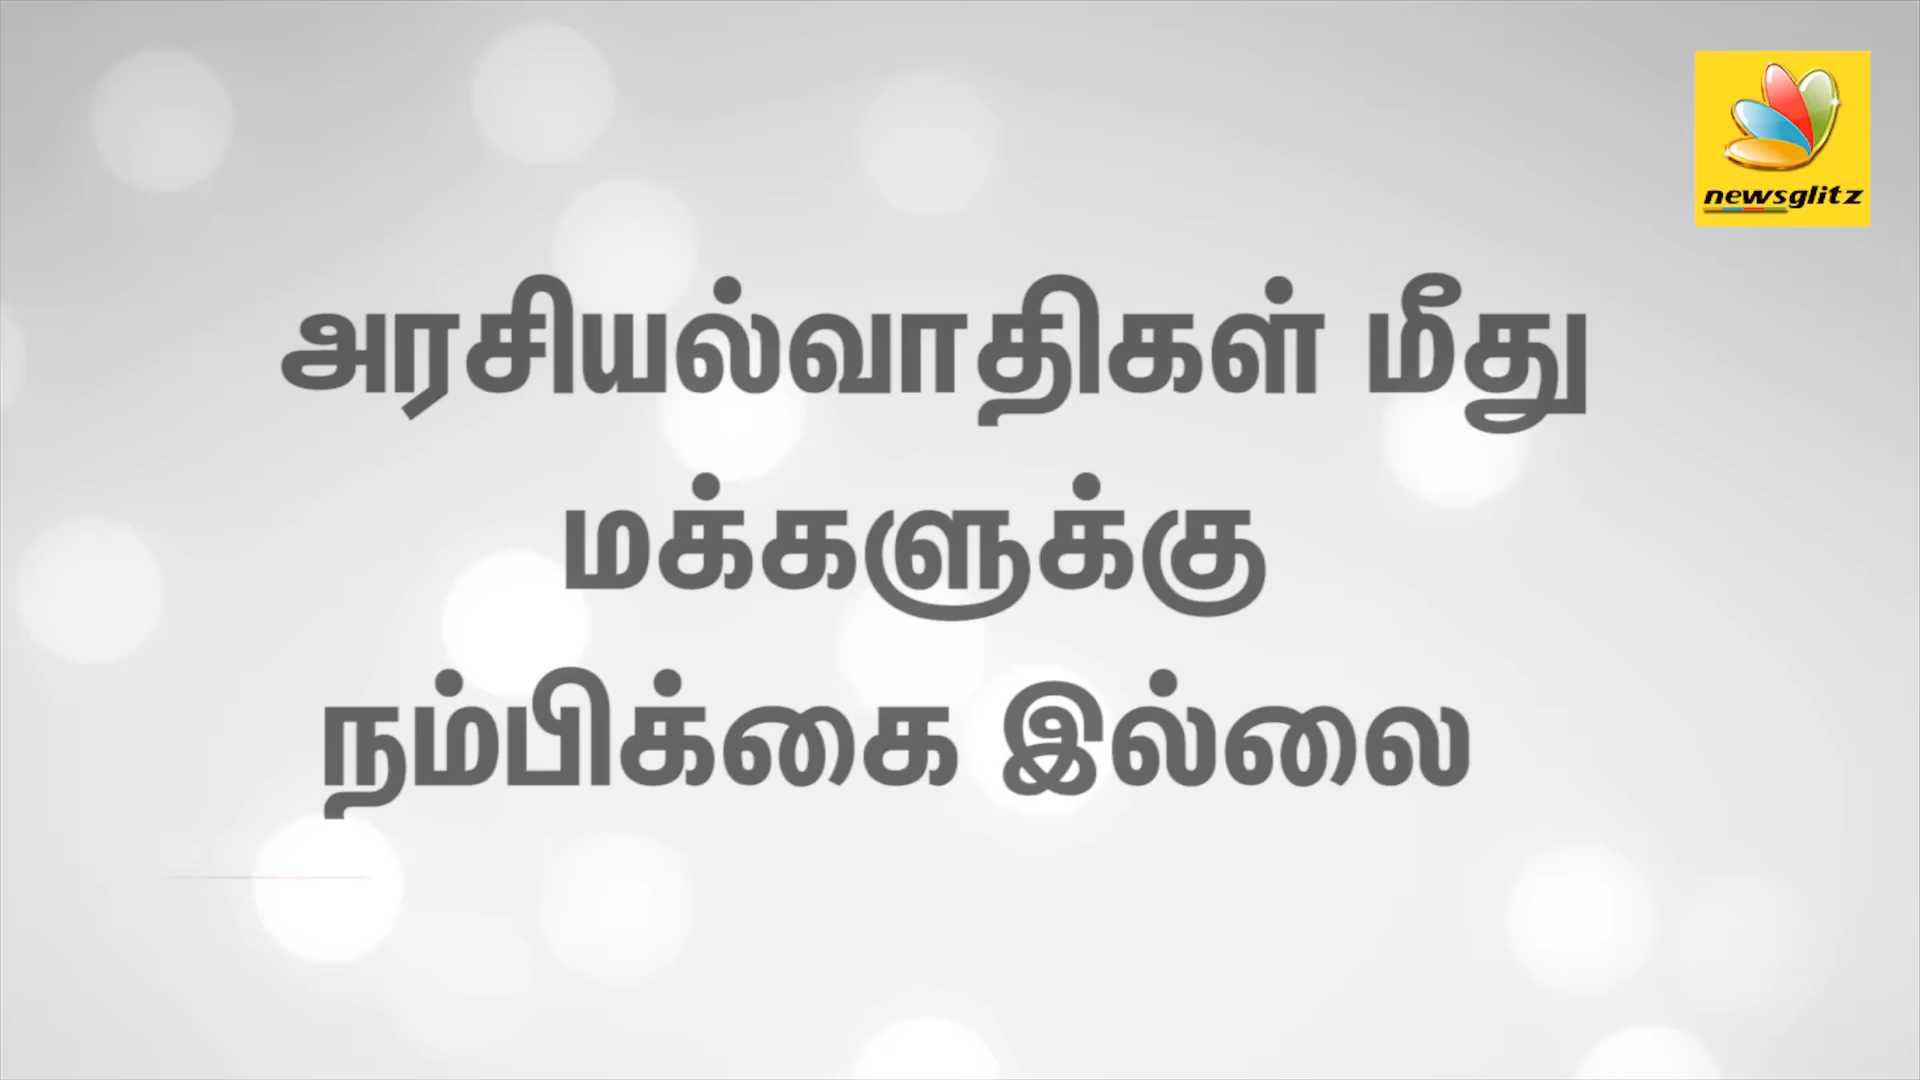 newsglitz
அரசியல்வாதிகள் மீது
மக்களுக்கு
நம்பிக்கை இல்லை